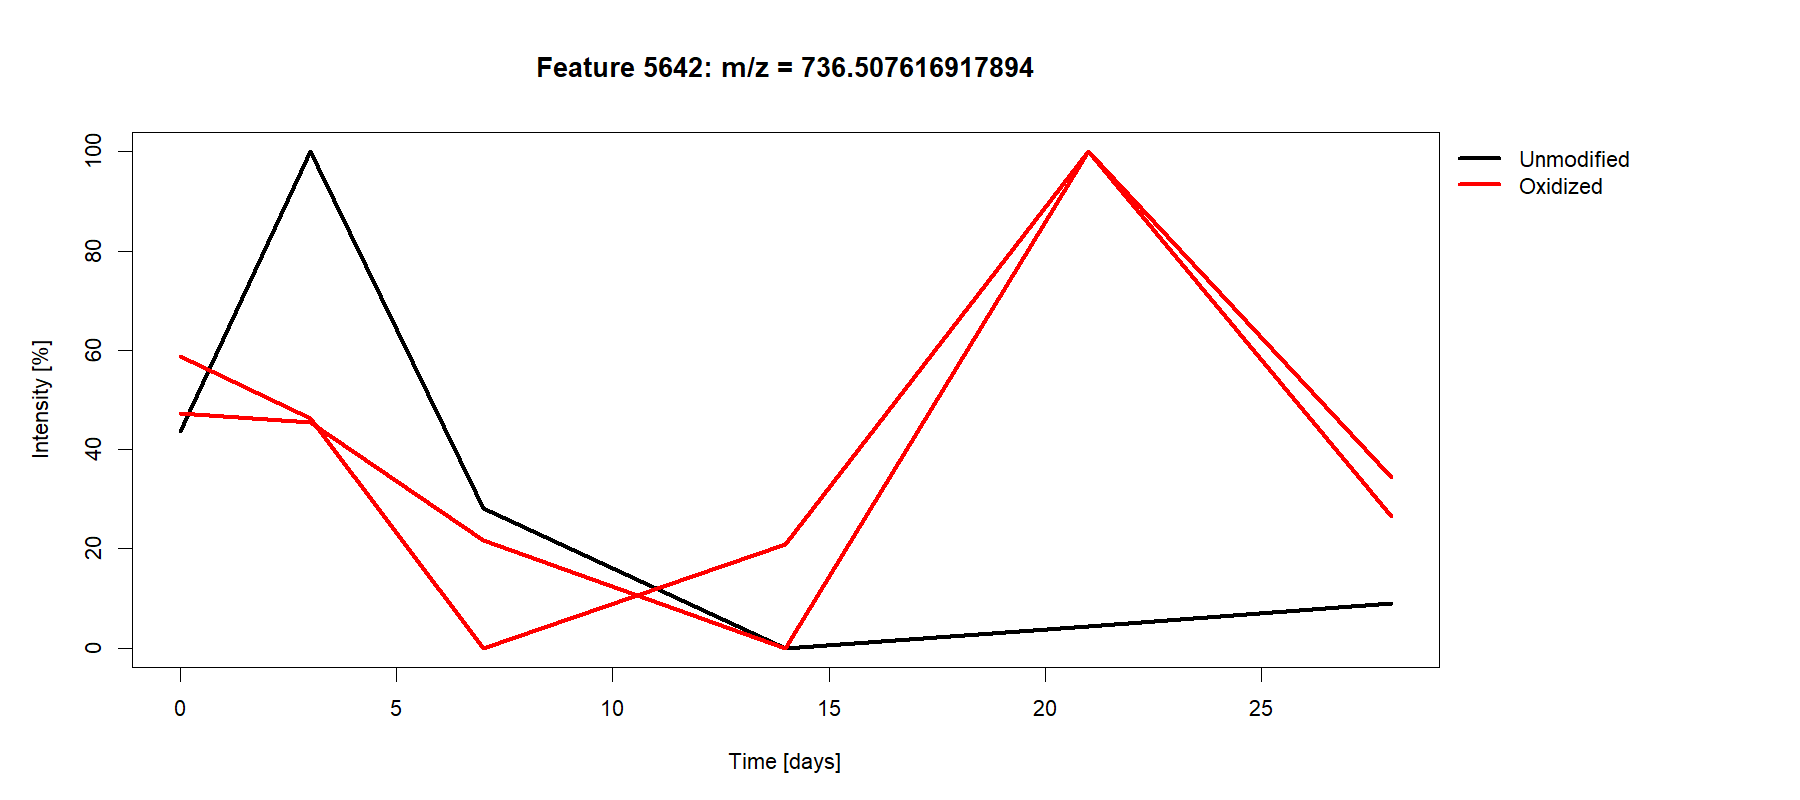 Feature 5642: m/z = 736.507616917894
Unmodified
Oxidized
Intensity [%]
100
80
60
40
20
0
0 5 10 15 20 25
Time [days]